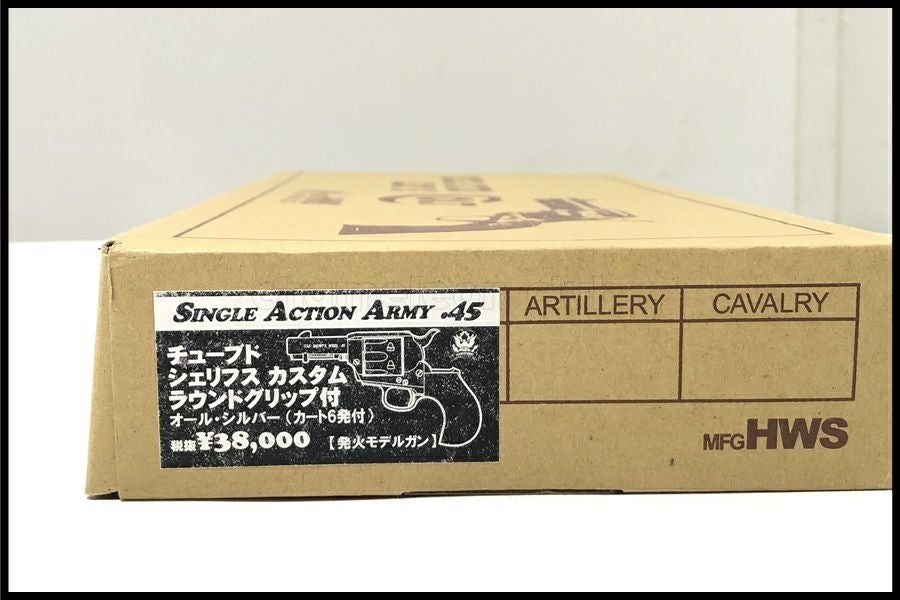 SINGLE ACTION ARMY .45
チューブド
シェリフス カスタム
ラウンドグリップ付
オール・シルバー（カート6発付）
税抜¥38,000 【発火モデルガン】
ARTILLERY
CAVALRY
MFG HWS